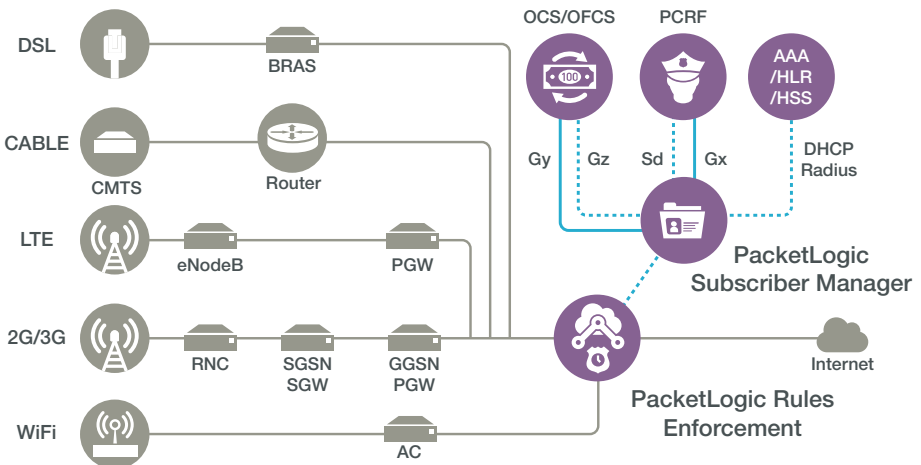 OCS/OFCS
PCRF
DSL
BRAS
100
AAA
/HLR
/HSS
CABLE
CMTS
Router
Gy
Gz
Sd
Gx
DHCP
Radius
LTE
eNodeB
PGW
PacketLogic
Subscriber Manager
2G/3G
RNC
SGSN
SGW
GGSN
PGW
Internet
PacketLogic Rules
Enforcement
WiFi
AC